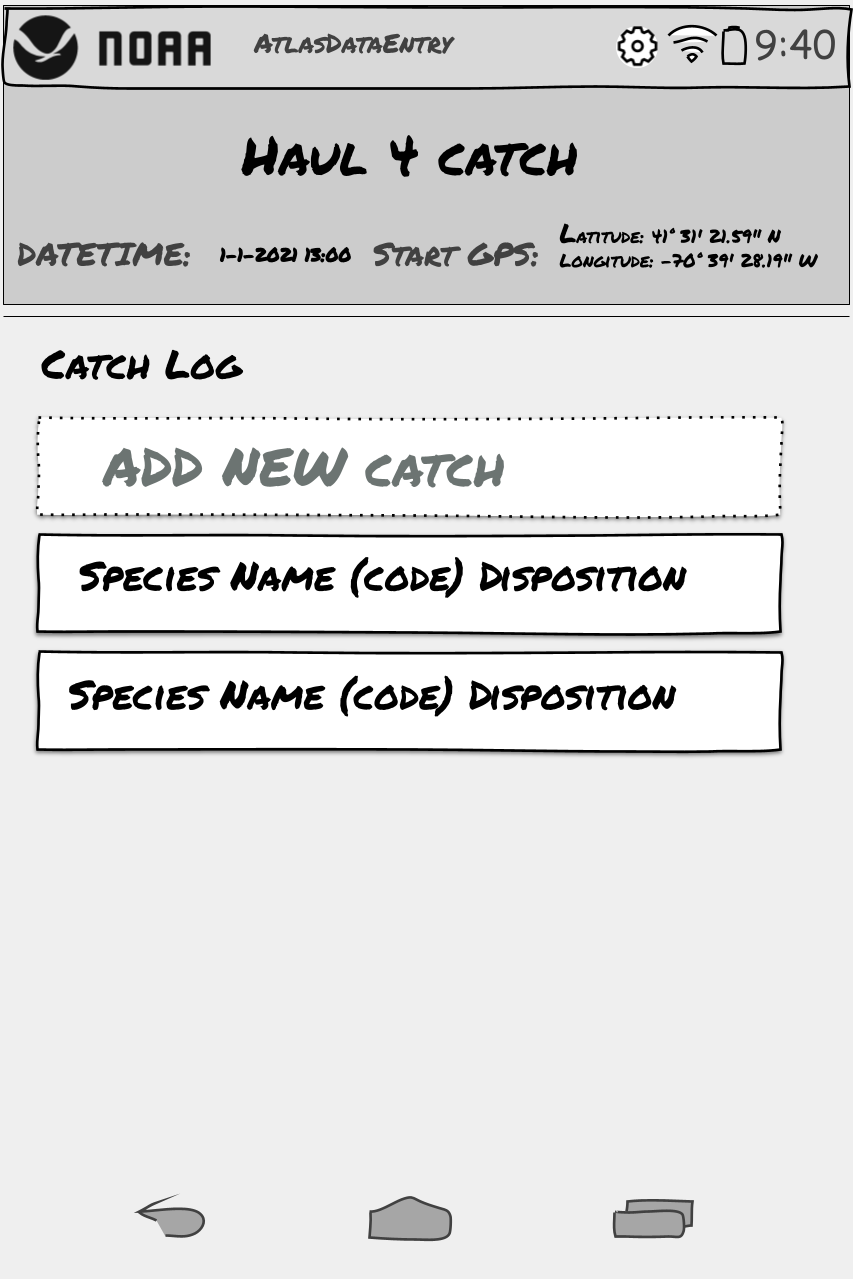 NOAA AtlasDataEntry 9:40
Haul 4 catch
DATETIME: 1-1-2021 13:00 Start GPS: Latitude: 41° 31' 21.59" N
Longitude: -70° 39' 28.19" W
Catch Log
ADD NEW catch
Species Name (code) Disposition
Species Name (code) Disposition